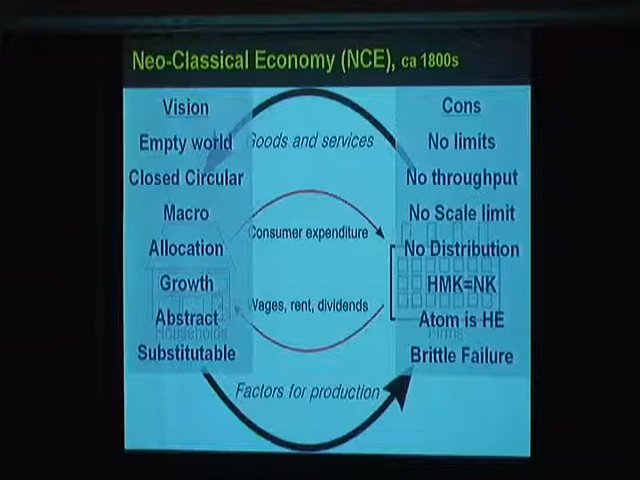 Neo-Classical Economy (NCE), ca 1800s
Vision
Cons
Empty world
Goods and services
No limits
Closed Circular
No throughput
Macro
No Scale limit
Consumer expenditure
Allocation
No Distribution
Growth
HMK=NK
Wages, rent, dividends
Abstract
Atom is HE
Households
Firms
Substitutable
Brittle Failure
Factors for production